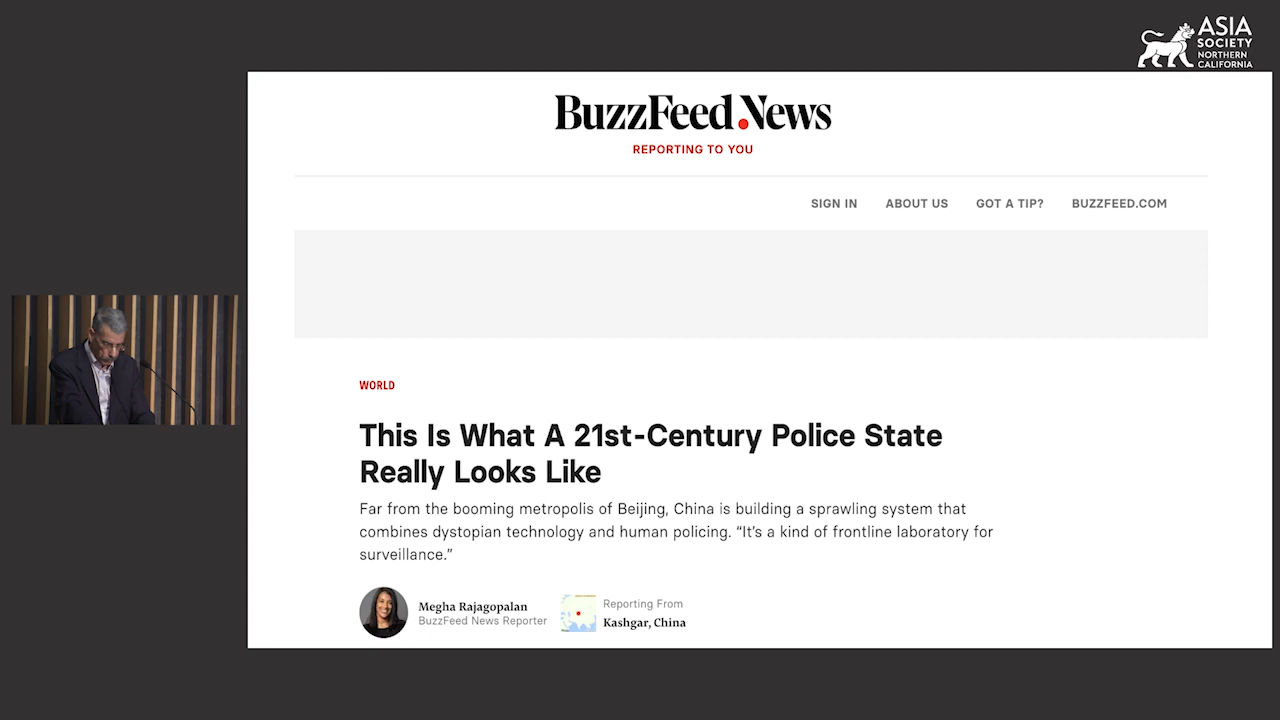 ASIA
SOCIETY
NORTHERN
CALIFORNIA
BuzzFeed.News
REPORTING TO YOU
SIGN IN ABOUT US GOT A TIP? BUZZFEED.COM
WORLD
This Is What A 21st-Century Police State
Really Looks Like
Far from the booming metropolis of Beijing, China is building a sprawling system that
combines dystopian technology and human policing. “It’s a kind of frontline laboratory for
surveillance.”
Megha Rajagopalan
BuzzFeed News Reporter
Reporting From
Kashgar, China